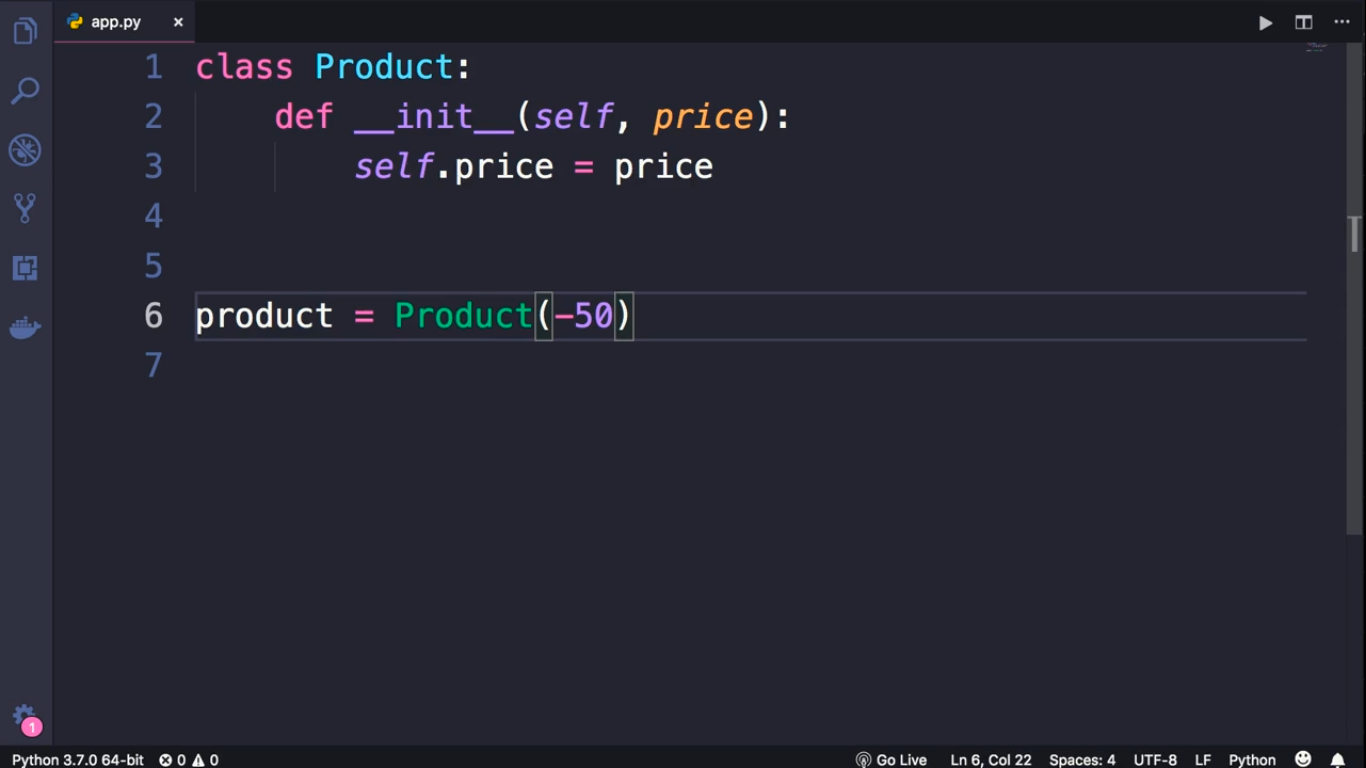 app.py
1 class Product:
2     def __init__(self, price):
3         self.price = price
4
5
6 product = Product(-50)
7
1
Python 3.7.0 64-bit 0 0 Go Live Ln 6, Col 22 Spaces: 4 UTF-8 LF Python